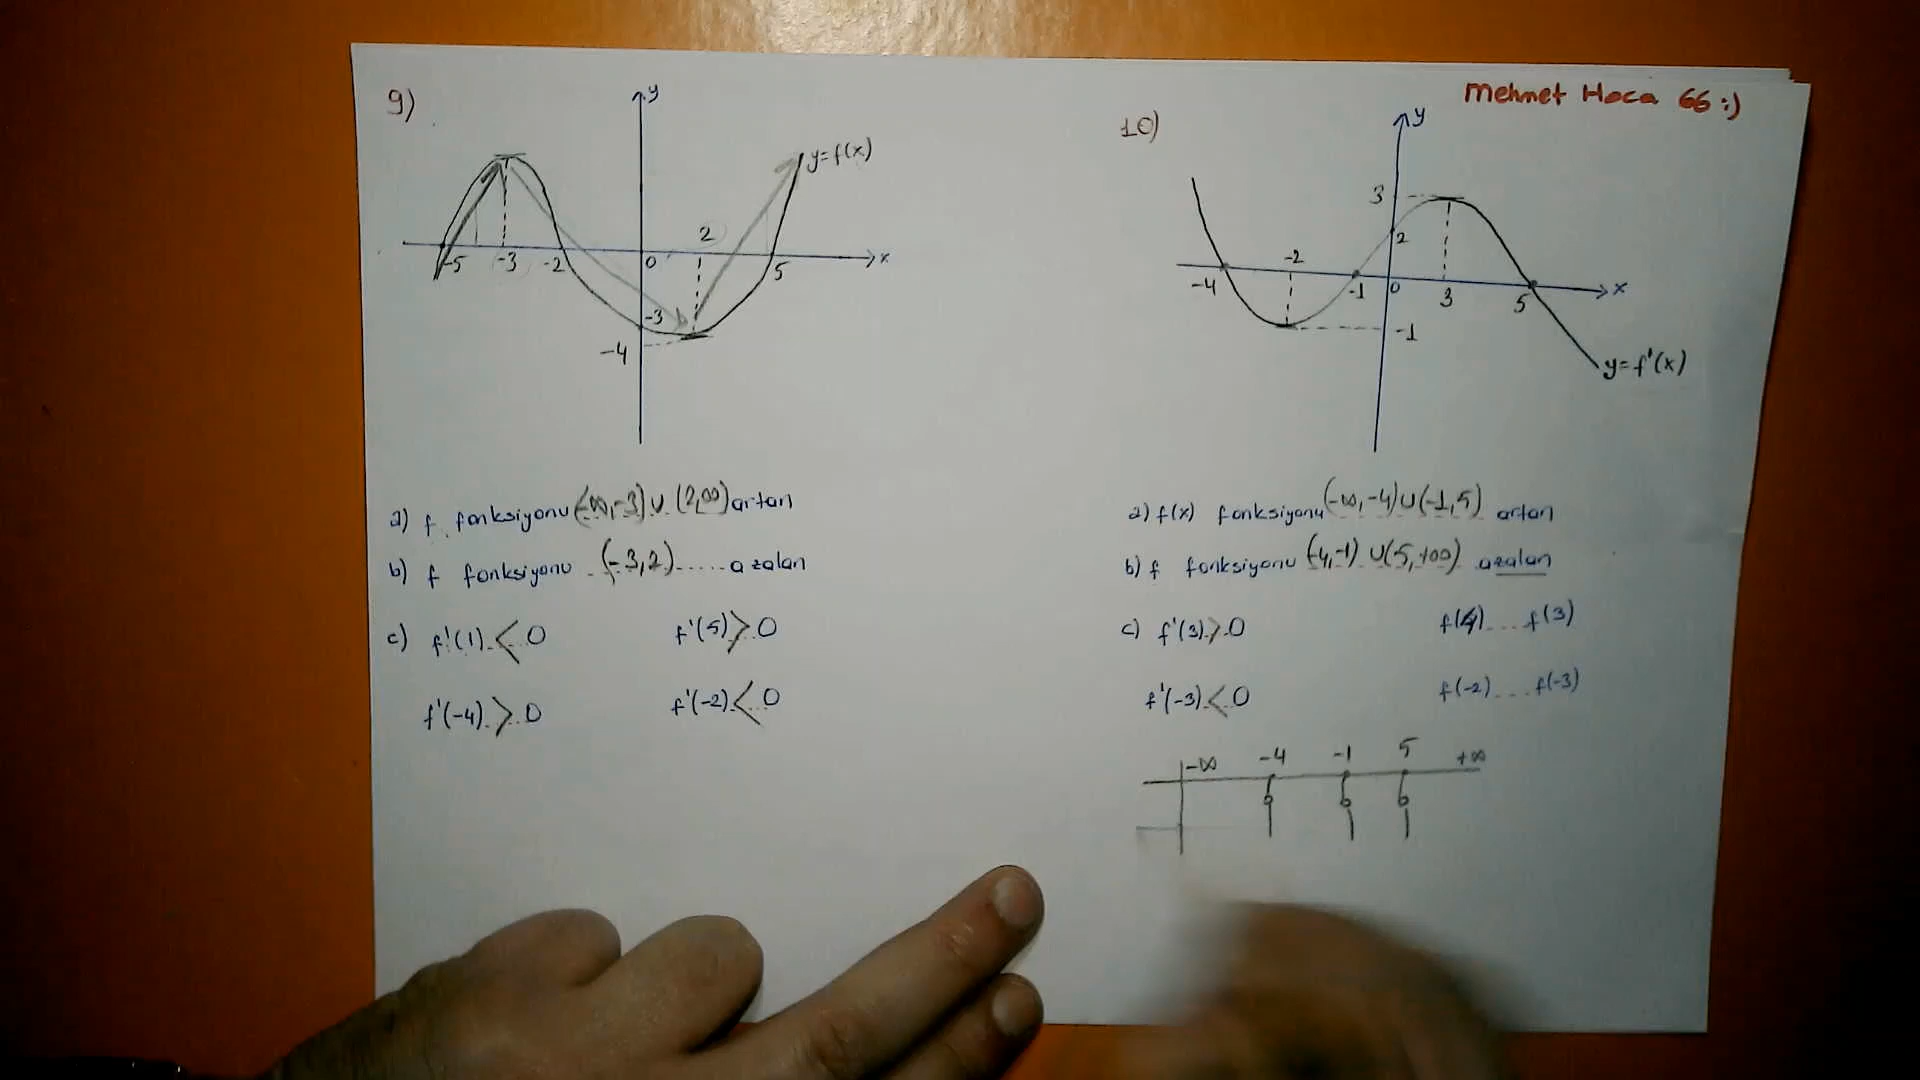 Mehmet Hoca 66 :)
9)
y
y=f(x)
-5 -3 -2 0 2 5 x
-3
-4
a) f fonksiyonu (-∞,-3) ∪ (2,∞) artan
b) f fonksiyonu (-3,2)......azalan
c) f'(1) < 0 f'(5) > 0
f'(-4) > 0 f'(-2) < 0
10)
y
3
2
-4 -2 -1 0 3 5 x
-1
y=f'(x)
a) f(x) fonksiyonu (-∞,-4)∪(-1,5) artan
b) f fonksiyonu (-4,-1) ∪(5,+∞) azalan
c) f'(3) > 0 f(4)....f(3)
f'(-3) < 0 f(-2)....f(-3)
-∞ -4 -1 5 +∞